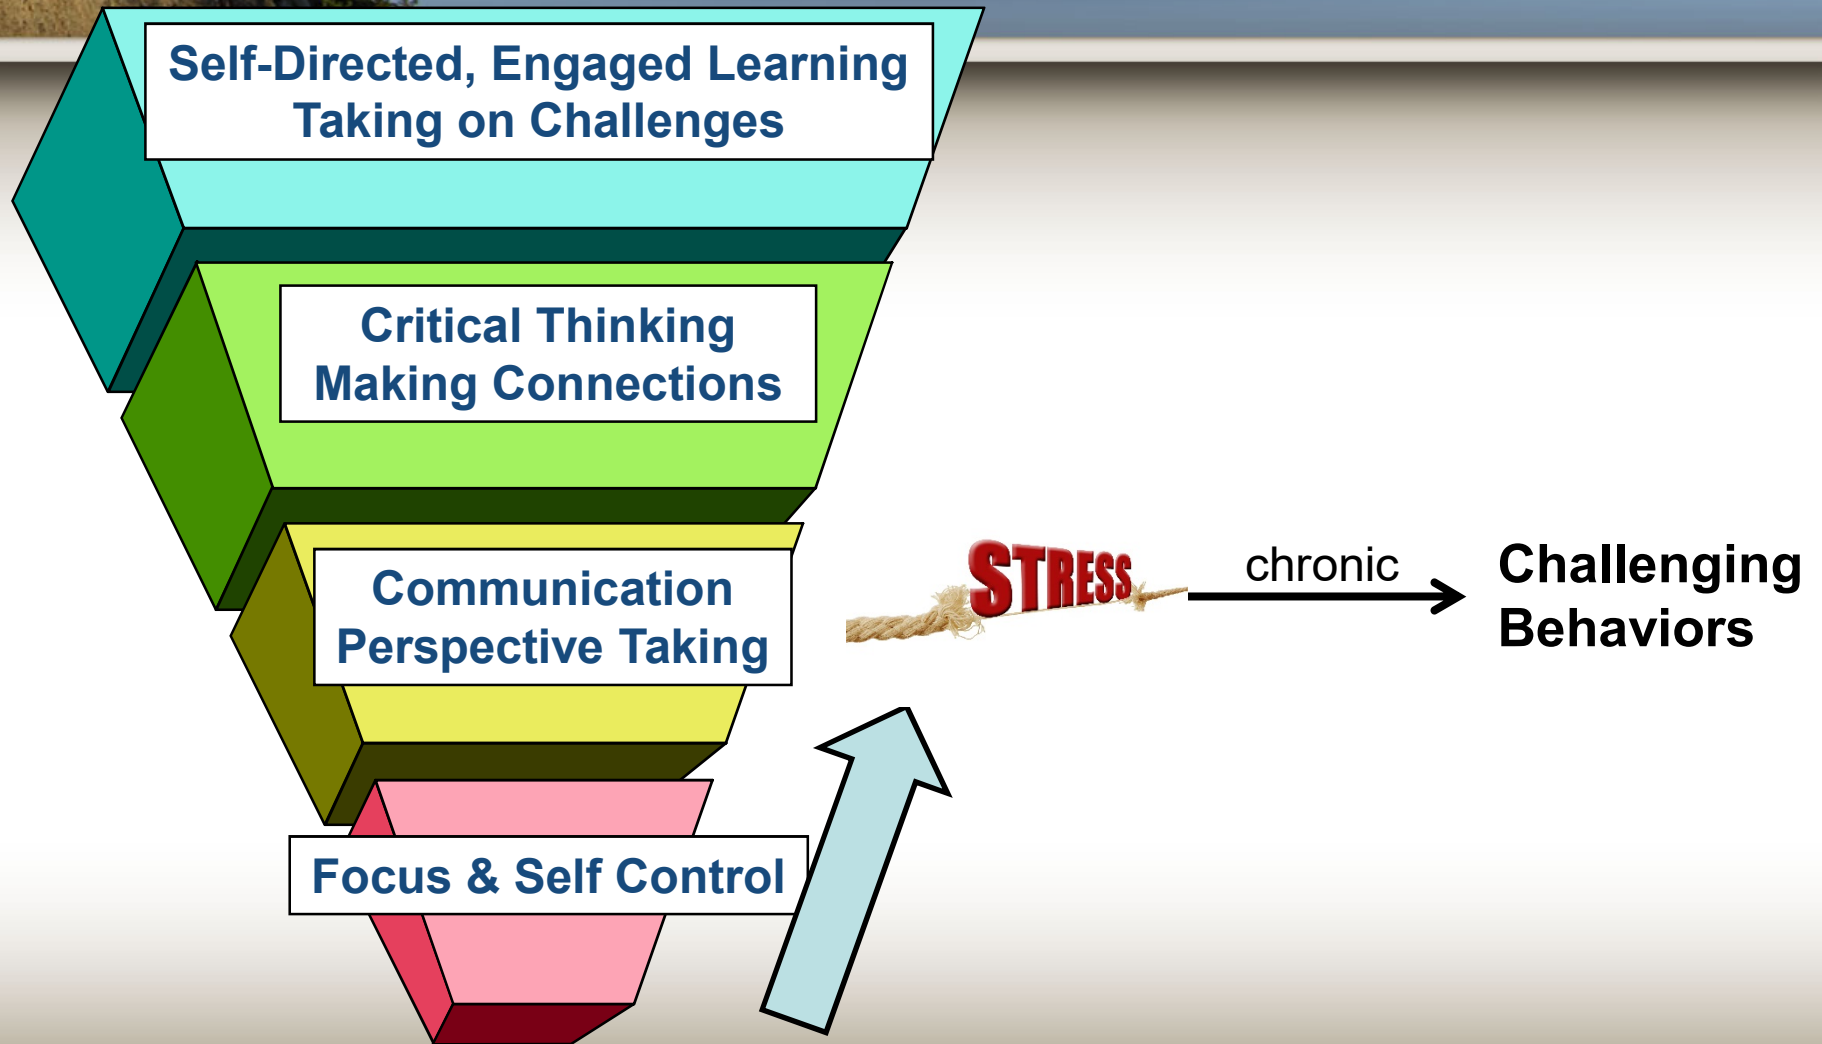 Self-Directed, Engaged Learning
Taking on Challenges
Critical Thinking
Making Connections
Communication
Perspective Taking
STRESS
chronic
Challenging
Behaviors
Focus & Self Control